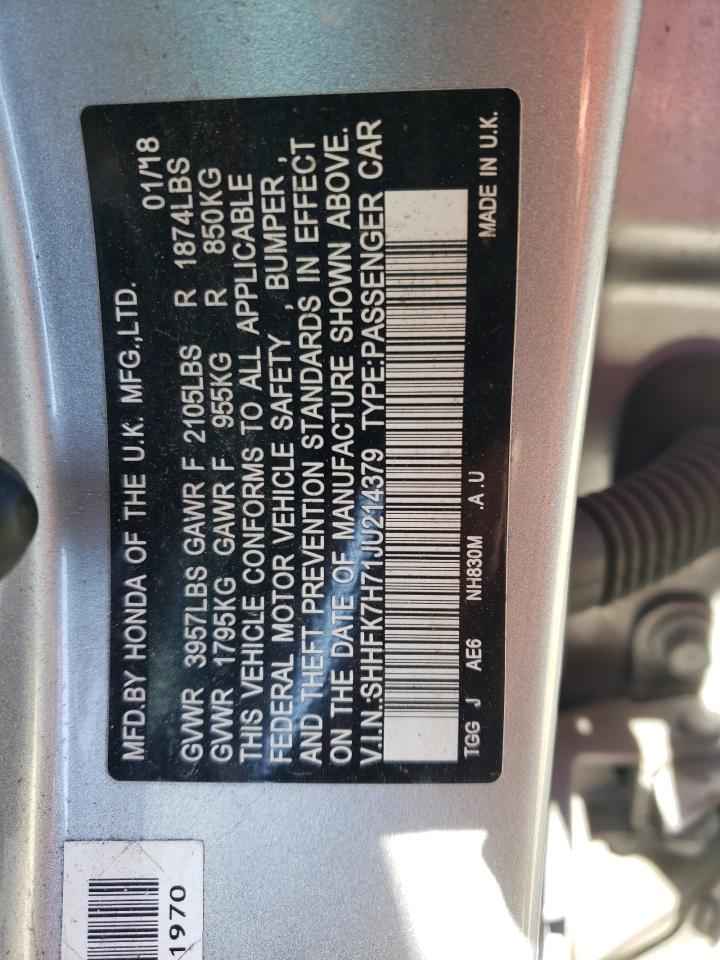 MFD.BY HONDA OF THE U.K. MFG.,LTD. 01/18
GVWR 3957LBS GAWR F 2105LBS R 1874LBS
GVWR 1795KG GAWR F 955KG R 850KG
THIS VEHICLE CONFORMS TO ALL APPLICABLE
FEDERAL MOTOR VEHICLE SAFETY , BUMPER ,
AND THEFT PREVENTION STANDARDS IN EFFECT
ON THE DATE OF MANUFACTURE SHOWN ABOVE.
V.I.N.:SHHFK7H71JU214379 TYPE:PASSENGER CAR
TGG J AE6 NH830M .A .U MADE IN U.K.
1970